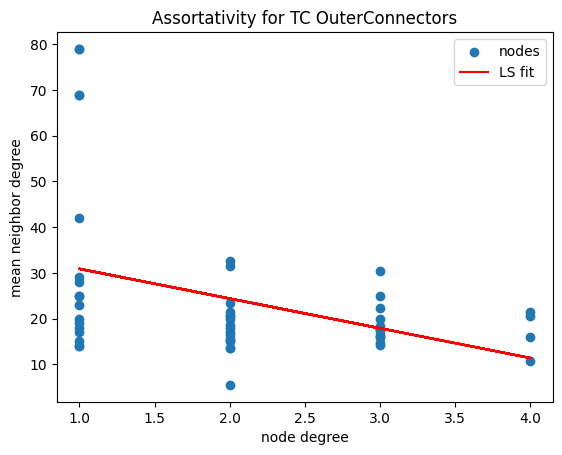 Assortativity for TC OuterConnectors
nodes
LS fit
mean neighbor degree
80
70
60
50
40
30
20
10
1.0 1.5 2.0 2.5 3.0 3.5 4.0
node degree